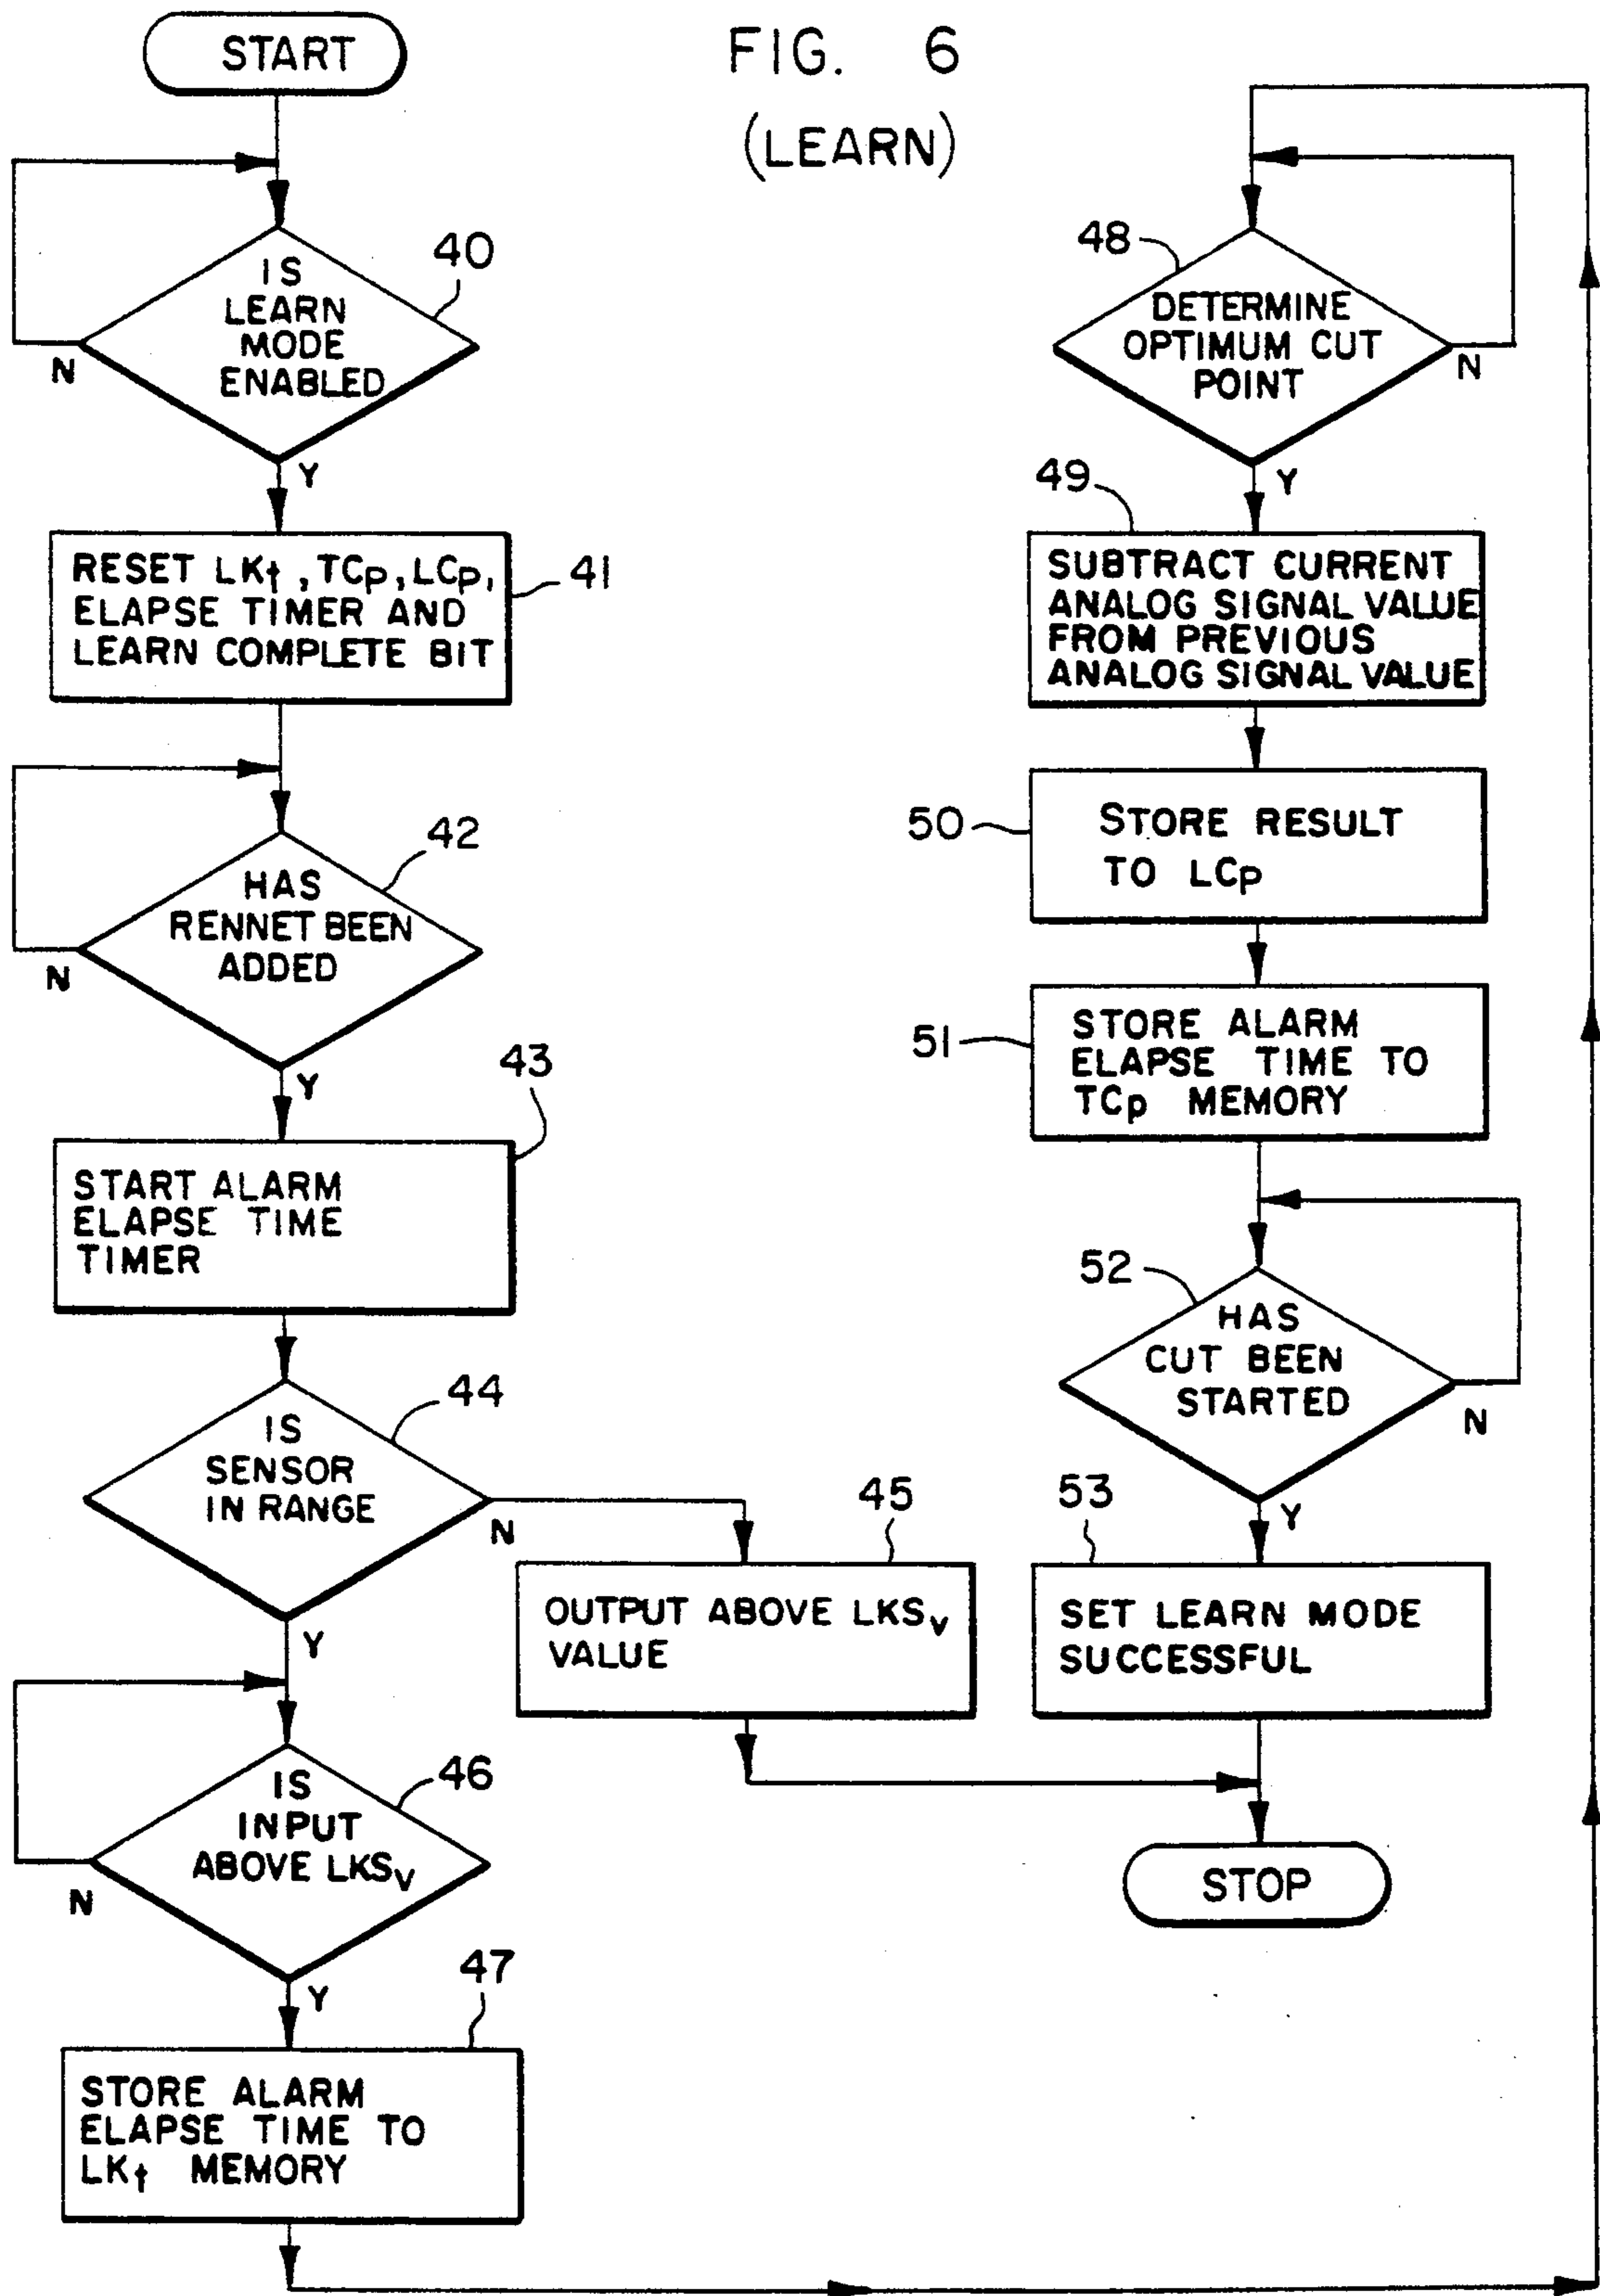 START
FIG. 6
(LEARN)
40
IS
LEARN
MODE
ENABLED
N
Y
RESET LKt, TCp, LCp,
ELAPSE TIMER AND
LEARN COMPLETE BIT
41
42
HAS
RENNET BEEN
ADDED
N
Y
43
START ALARM
ELAPSE TIME
TIMER
44
IS
SENSOR
IN RANGE
N
Y
45
OUTPUT ABOVE LKSv
VALUE
46
IS
INPUT
ABOVE LKSv
N
Y
47
STORE ALARM
ELAPSE TIME TO
LKt MEMORY
48
DETERMINE
OPTIMUM CUT
POINT
N
Y
49
SUBTRACT CURRENT
ANALOG SIGNAL VALUE
FROM PREVIOUS
ANALOG SIGNAL VALUE
50
STORE RESULT
TO LCp
51
STORE ALARM
ELAPSE TIME TO
TCp MEMORY
52
HAS
CUT BEEN
STARTED
N
Y
53
SET LEARN MODE
SUCCESSFUL
STOP